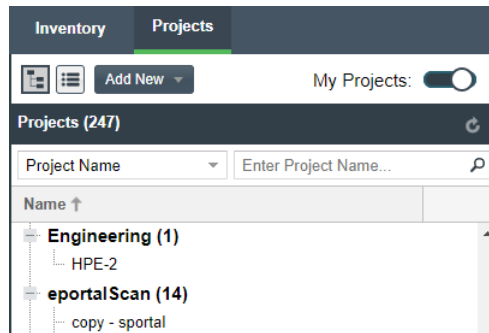 Inventory Projects
Add New My Projects:
Projects (247)
Project Name Enter Project Name...
Name
Engineering (1)
HPE-2
eportalScan (14)
copy - sportal